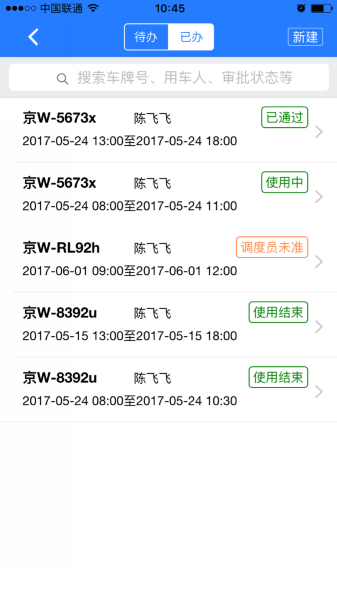 中国联通 10:45
待办 已办 新建
搜索车牌号、用车人、审批状态等
京W-5673x 陈飞飞 已通过
2017-05-24 13:00至2017-05-24 18:00
京W-5673x 陈飞飞 使用中
2017-05-24 08:00至2017-05-24 11:00
京W-RL92h 陈飞飞 调度员未准
2017-06-01 09:00至2017-06-01 12:00
京W-8392u 陈飞飞 使用结束
2017-05-15 13:00至2017-05-15 18:00
京W-8392u 陈飞飞 使用结束
2017-05-24 08:00至2017-05-24 10:30